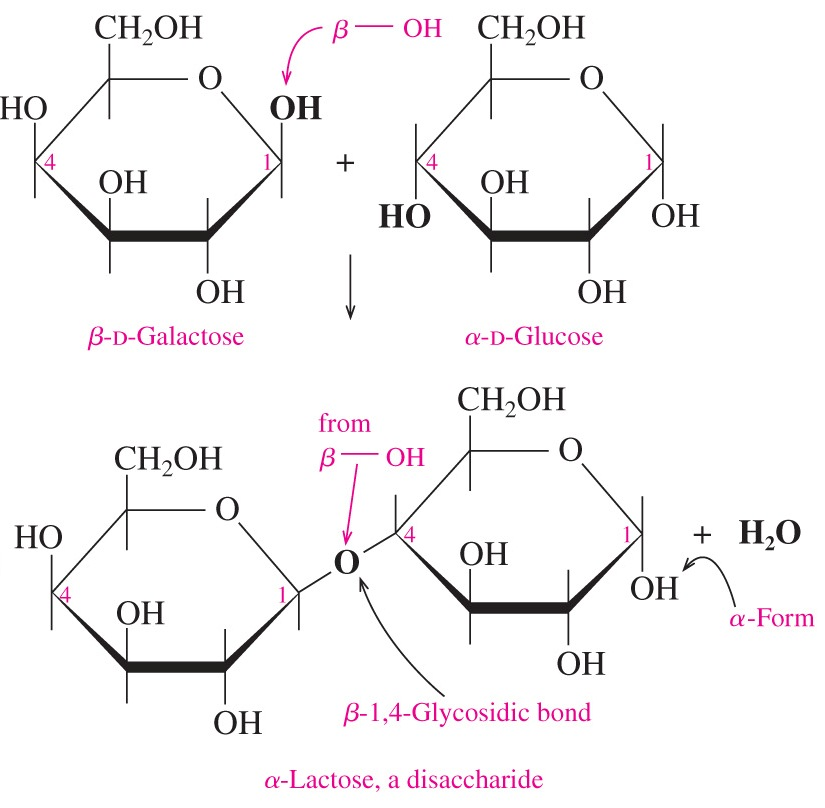 CH₂OH β — OH CH₂OH
O O
HO OH
4 1 + 4 1
OH OH
HO OH
OH OH
β-D-Galactose α-D-Glucose
CH₂OH
from
β — OH
CH₂OH O
O
HO 4 1 + H₂O
O OH
4 1 OH
OH α-Form
OH
β-1,4-Glycosidic bond
OH
α-Lactose, a disaccharide